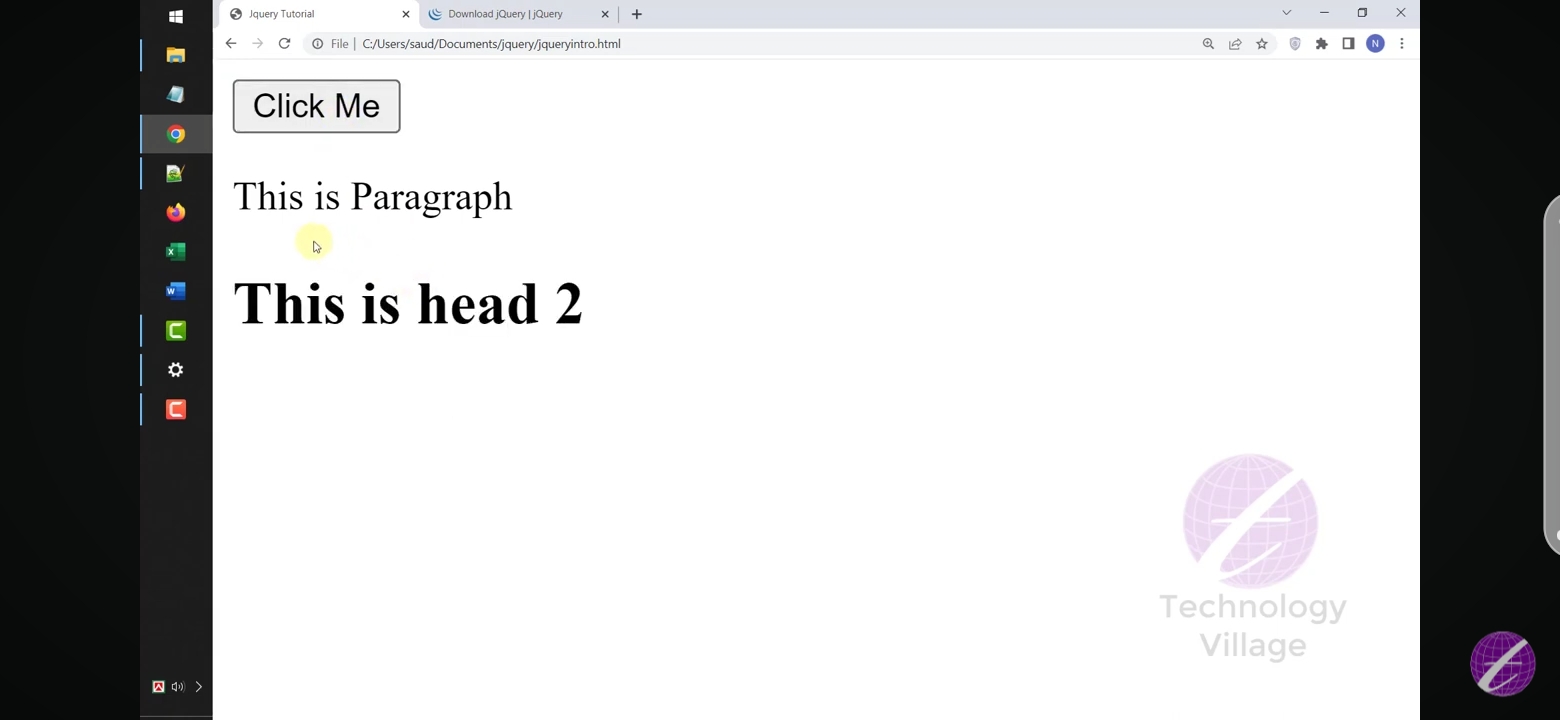 Jquery Tutorial
Download jQuery | jQuery
File
C:/Users/saud/Documents/jquery/jqueryintro.html
N
Click Me
This is Paragraph
This is head 2
Technology
Village